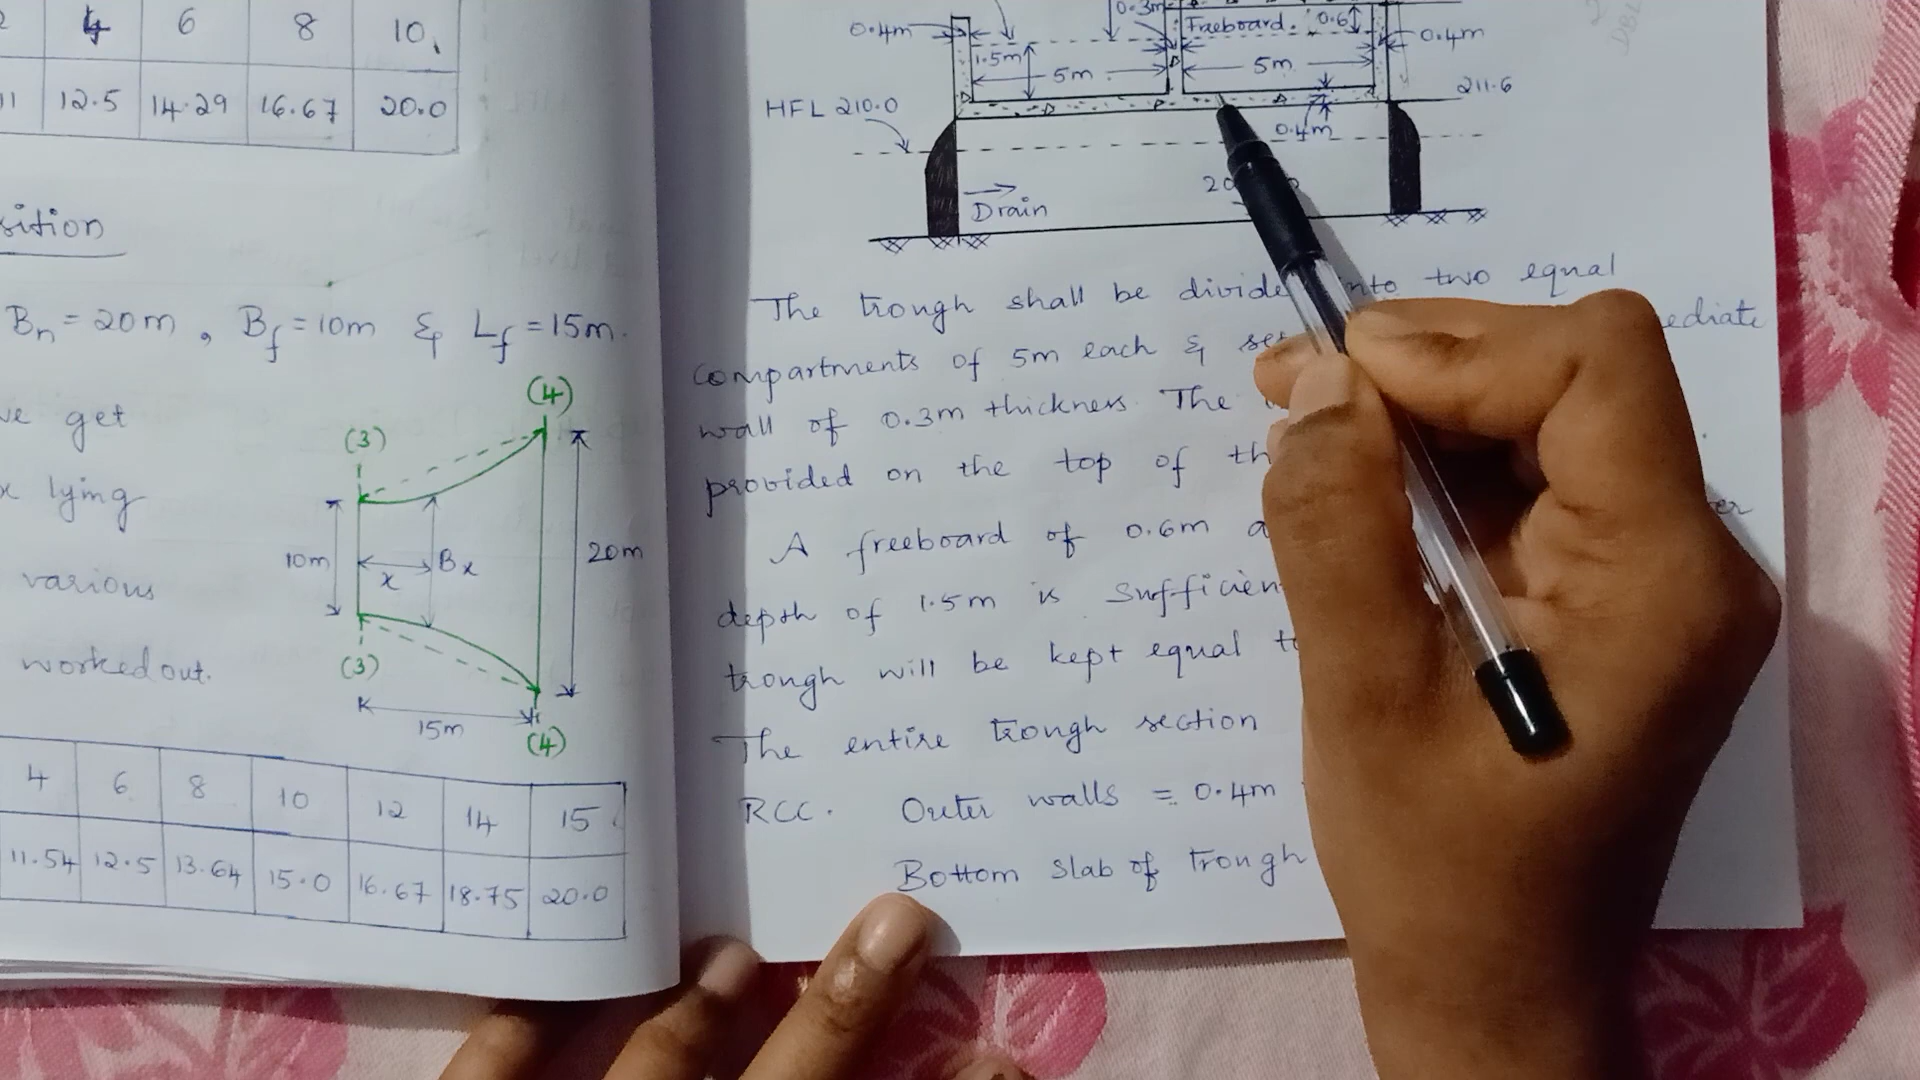 4 6 8 10
12.5 14.29 16.67 20.0
sition
Bn = 20m, Bf = 10m & Lf = 15m.
ve get
x lying
various
worked out.
(4)
(3)
10m x Bx 20m
(3)
15m
(4)
4 6 8 10 12 14 15
11.54 12.5 13.64 15.0 16.67 18.75 20.0
0.3m
0.4m Freeboard. 0.6 0.4m
1.5m 5m 5m
HFL 210.0 211.6
0.4m
Drain
The trough shall be divide into two equal
compartments of 5m each & se ediate
wall of 0.3m thickness. The
provided on the top of th
A freeboard of 0.6m a er
depth of 1.5m is sufficien
trough will be kept equal t
The entire trough section
RCC. Outer walls = 0.4m
Bottom slab of trough